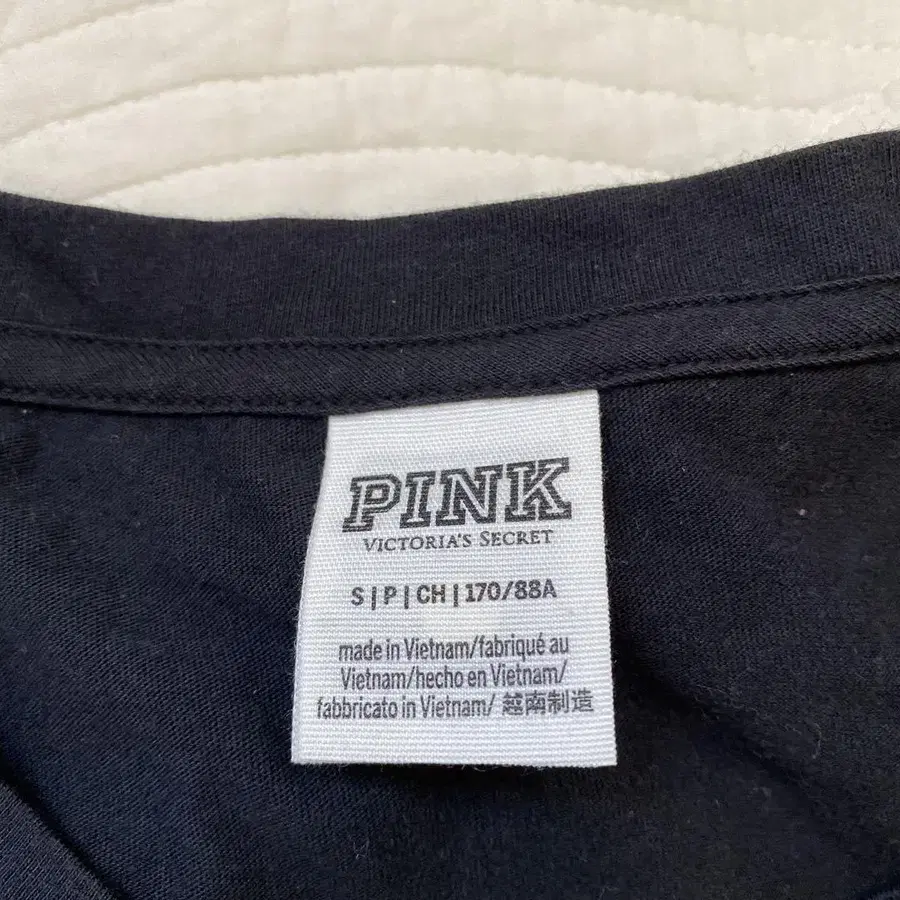 PINK
VICTORIA'S SECRET
S | P | CH | 170/88A
made in Vietnam/fabriqué au
Vietnam/hecho en Vietnam/
fabbricato in Vietnam/ 越南制造